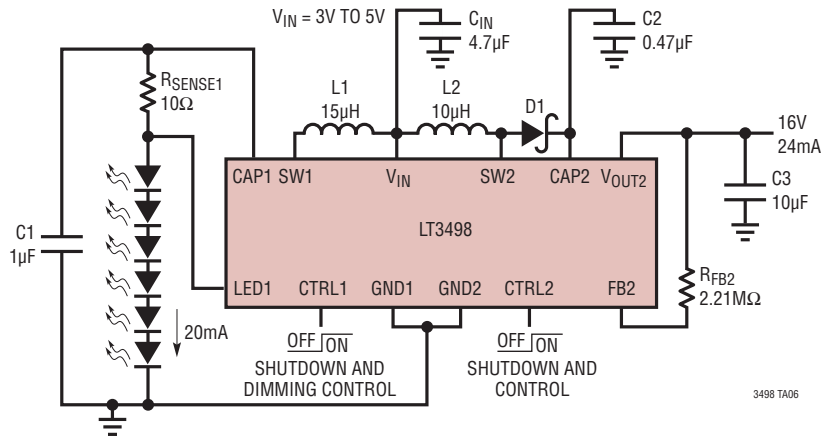 V_IN = 3V TO 5V
C_IN
4.7µF
C2
0.47µF
R_SENSE1
10Ω
L1
15µH
L2
10µH
D1
16V
24mA
CAP1 SW1 V_IN SW2 CAP2 V_OUT2
C3
10µF
LT3498
C1
1µF
LED1 CTRL1 GND1 GND2 CTRL2 FB2
R_FB2
2.21MΩ
20mA
OFF ON
SHUTDOWN AND
DIMMING CONTROL
OFF ON
SHUTDOWN AND
CONTROL
3498 TA06